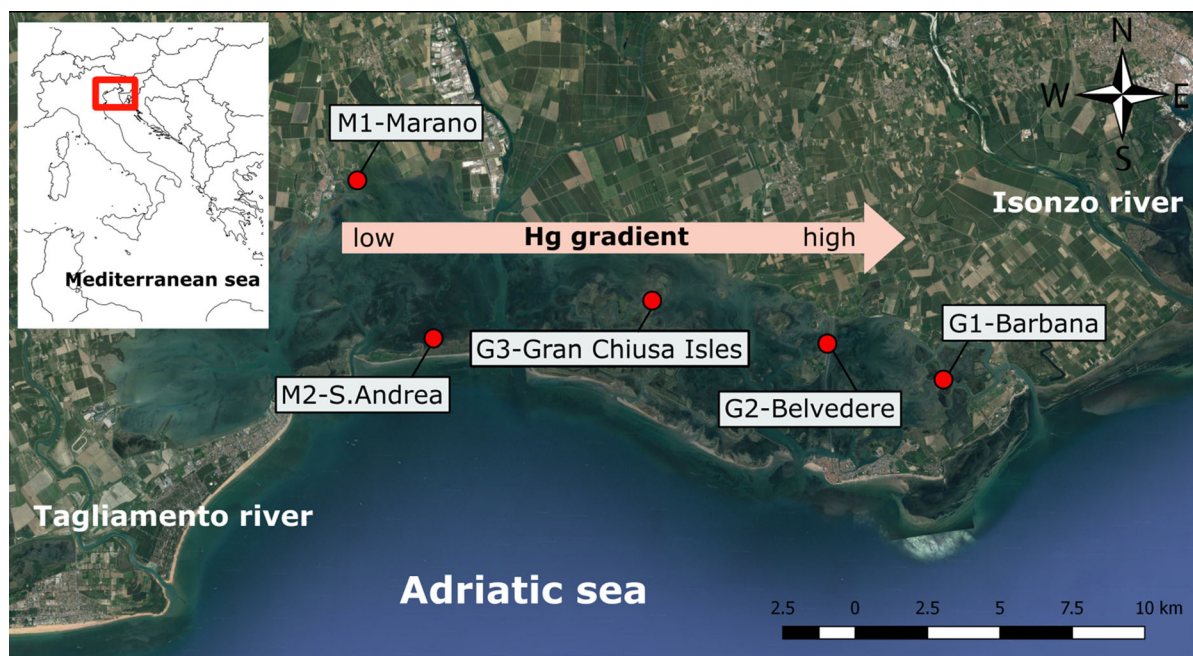 Mediterranean sea
N
W
E
S
M1-Marano
Isonzo river
low
Hg gradient
high
G1-Barbana
G3-Gran Chiusa Isles
M2-S.Andrea
G2-Belvedere
Tagliamento river
Adriatic sea
2.5 0 2.5 5 7.5 10 km